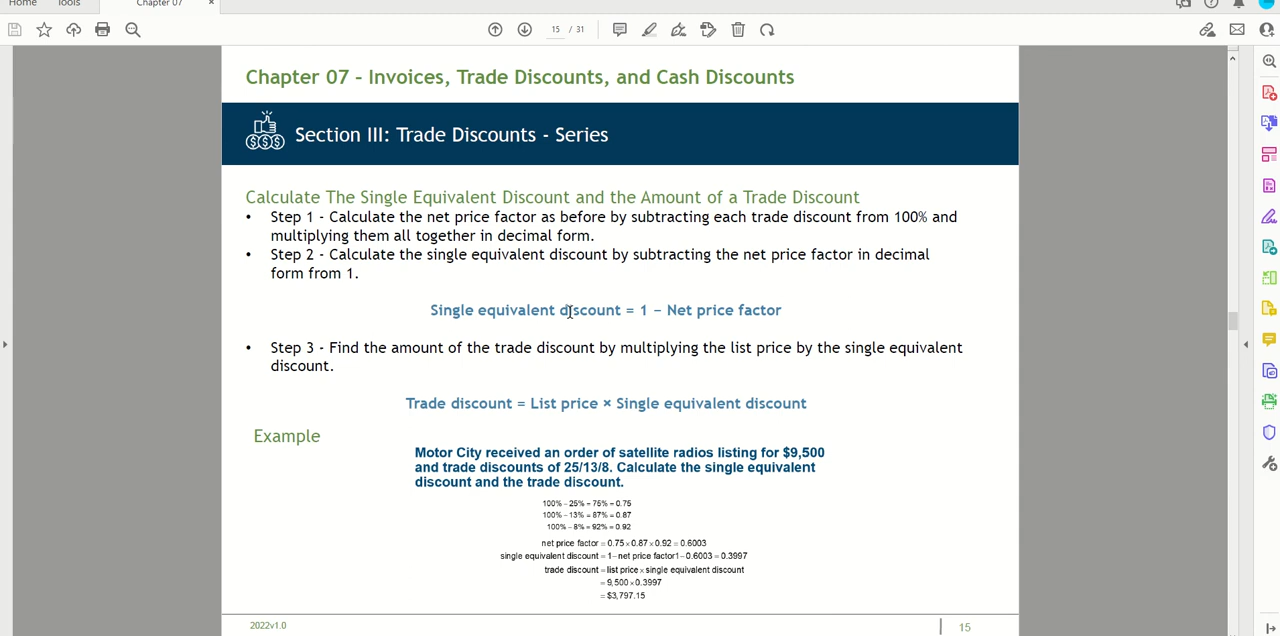 Home Tools Chapter 07 ×
15 / 31
Chapter 07 - Invoices, Trade Discounts, and Cash Discounts
$$$ Section III: Trade Discounts - Series
Calculate The Single Equivalent Discount and the Amount of a Trade Discount
• Step 1 - Calculate the net price factor as before by subtracting each trade discount from 100% and
multiplying them all together in decimal form.
• Step 2 - Calculate the single equivalent discount by subtracting the net price factor in decimal
form from 1.
Single equivalent discount = 1 − Net price factor
• Step 3 - Find the amount of the trade discount by multiplying the list price by the single equivalent
discount.
Trade discount = List price × Single equivalent discount
Example
Motor City received an order of satellite radios listing for $9,500
and trade discounts of 25/13/8. Calculate the single equivalent
discount and the trade discount.
100% − 25% = 75% = 0.75
100% − 13% = 87% = 0.87
100% − 8% = 92% = 0.92
net price factor = 0.75 × 0.87 × 0.92 = 0.6003
single equivalent discount = 1 − net price factor1 − 0.6003 = 0.3997
trade discount = list price × single equivalent discount
= 9,500 × 0.3997
= $3,797.15
2022v1.0
15